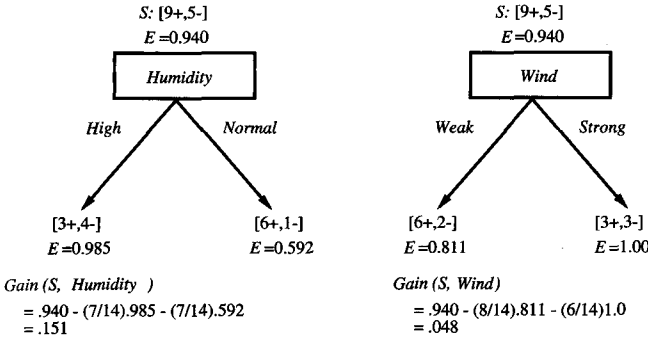 S: [9+,5-]
E =0.940
Humidity
High
Normal
[3+,4-]
E =0.985
[6+,1-]
E =0.592
Gain (S, Humidity )
= .940 - (7/14).985 - (7/14).592
= .151
S: [9+,5-]
E =0.940
Wind
Weak
Strong
[6+,2-]
E =0.811
[3+,3-]
E =1.00
Gain (S, Wind)
= .940 - (8/14).811 - (6/14)1.0
= .048